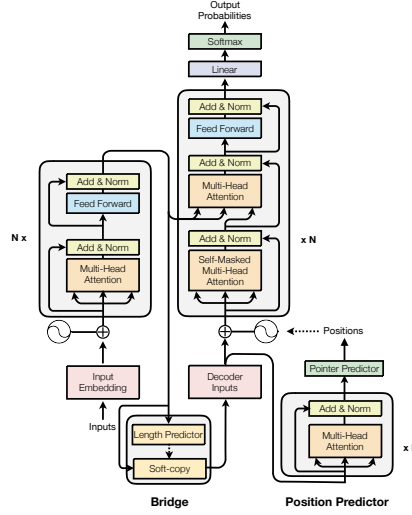 Output
Probabilities
Softmax
Linear
Add & Norm
Feed Forward
Add & Norm
Multi-Head
Attention
Add & Norm
Self-Masked
Multi-Head
Attention
x N
Add & Norm
Feed Forward
N x
Add & Norm
Multi-Head
Attention
Positions
Input
Embedding
Decoder
Inputs
Inputs
Pointer Predictor
Add & Norm
Multi-Head
Attention
x
Length Predictor
Soft-copy
Bridge
Position Predictor